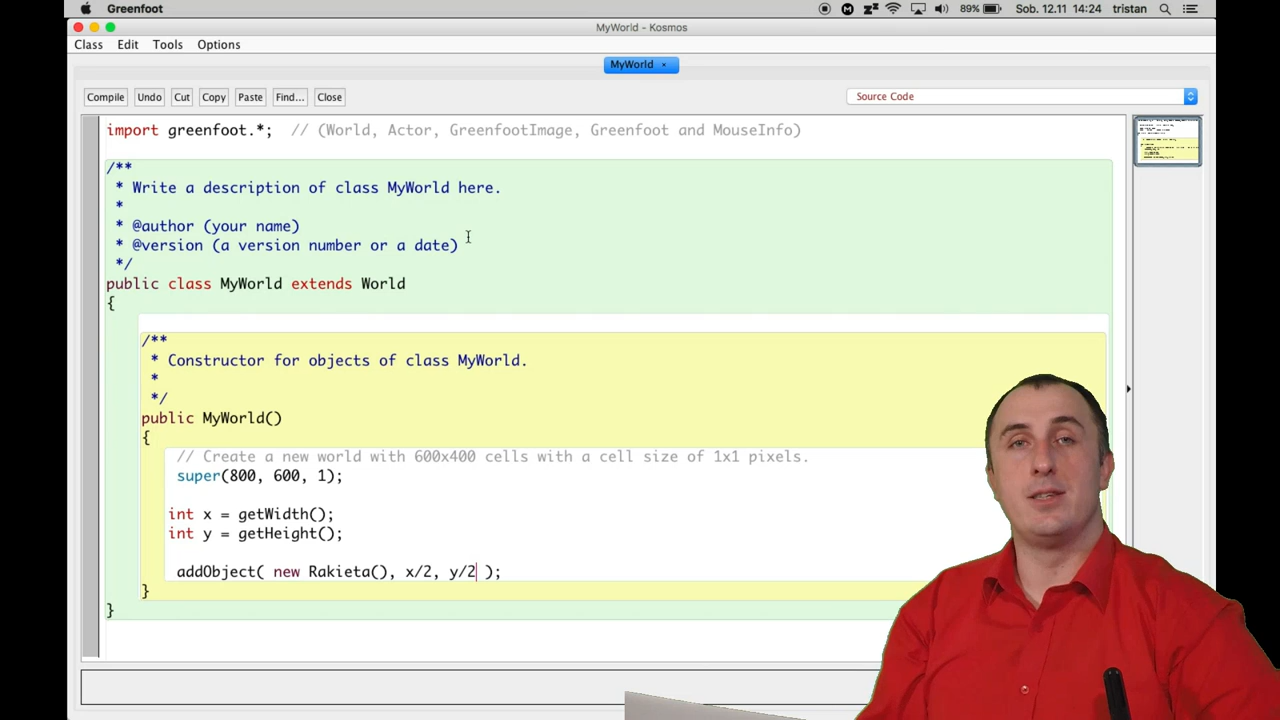 Greenfoot
89%
Sob. 12.11 14:24
tristan
MyWorld - Kosmos
Class Edit Tools Options
MyWorld ×
Compile Undo Cut Copy Paste Find... Close
Source Code
import greenfoot.*;  // (World, Actor, GreenfootImage, Greenfoot and MouseInfo)
/**
 * Write a description of class MyWorld here.
 *
 * @author (your name)
 * @version (a version number or a date)
 */
public class MyWorld extends World
{
/**
 * Constructor for objects of class MyWorld.
 *
 */
public MyWorld()
{
// Create a new world with 600x400 cells with a cell size of 1x1 pixels.
super(800, 600, 1);
int x = getWidth();
int y = getHeight();
addObject( new Rakieta(), x/2, y/2 );
}
}